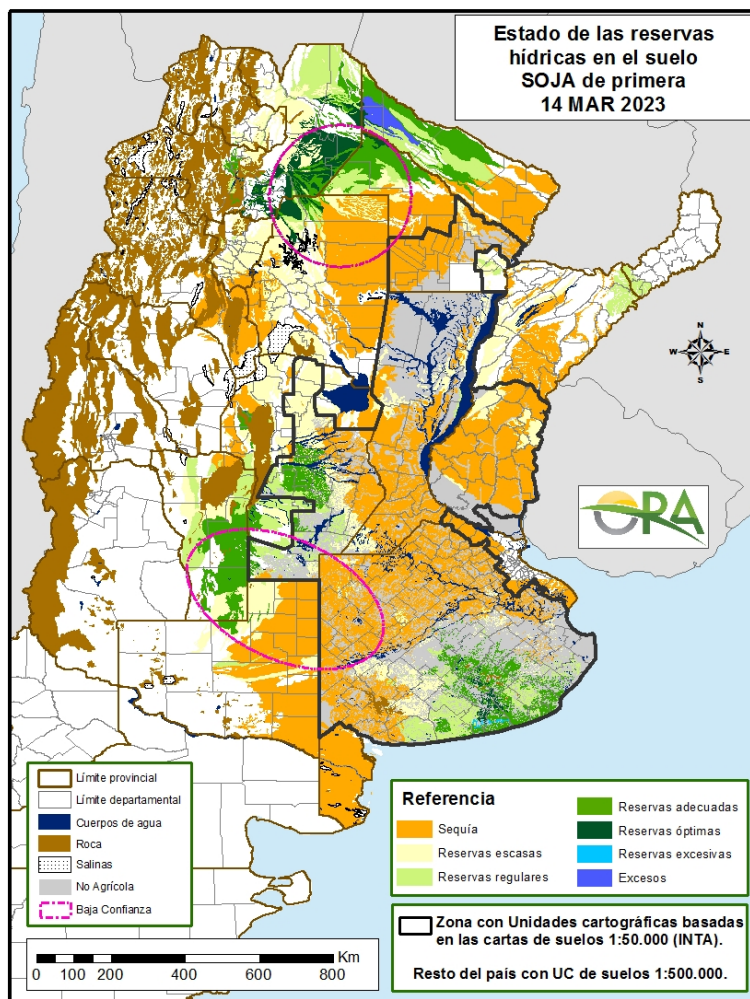 Estado de las reservas
hídricas en el suelo
SOJA de primera
14 MAR 2023
N
W E
S
ORA
Límite provincial
Límite departamental
Cuerpos de agua
Roca
Salinas
No Agrícola
Baja Confianza
Referencia
Sequía
Reservas escasas
Reservas regulares
Reservas adecuadas
Reservas óptimas
Reservas excesivas
Excesos
Zona con Unidades cartográficas basadas
en las cartas de suelos 1:50.000 (INTA).
Resto del país con UC de suelos 1:500.000.
Km
0 100 200 400 600 800